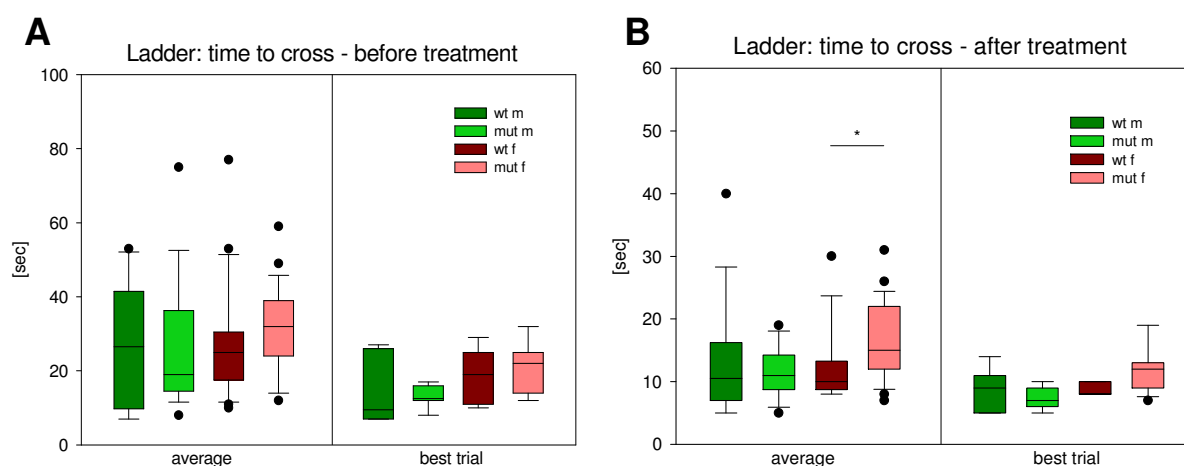 A
Ladder: time to cross - before treatment
100
80
60
40
20
0
[sec]
wt m
mut m
wt f
mut f
average
best trial
B
Ladder: time to cross - after treatment
60
50
40
30
20
10
0
[sec]
*
wt m
mut m
wt f
mut f
average
best trial